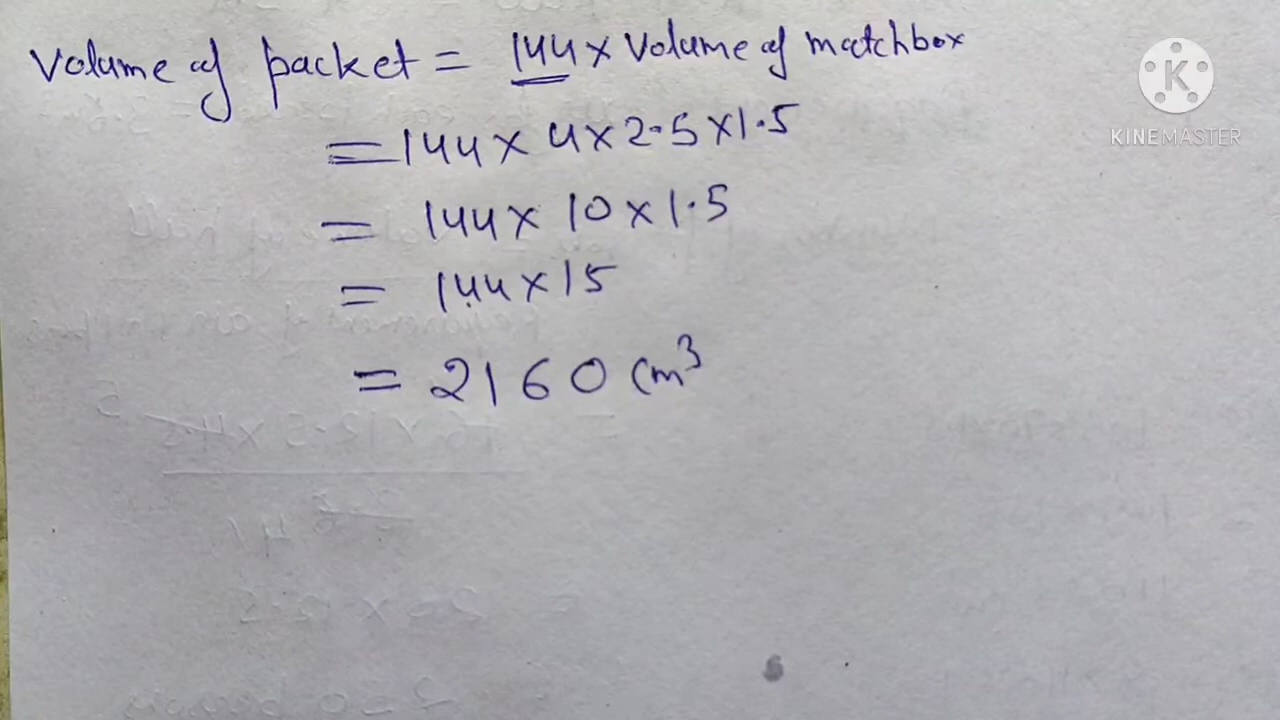 Volume of packet = 144 × Volume of matchbox
= 144 × 4 × 2.5 × 1.5
= 144 × 10 × 1.5
= 144 × 15
= 2160 cm³
K
KINEMASTER